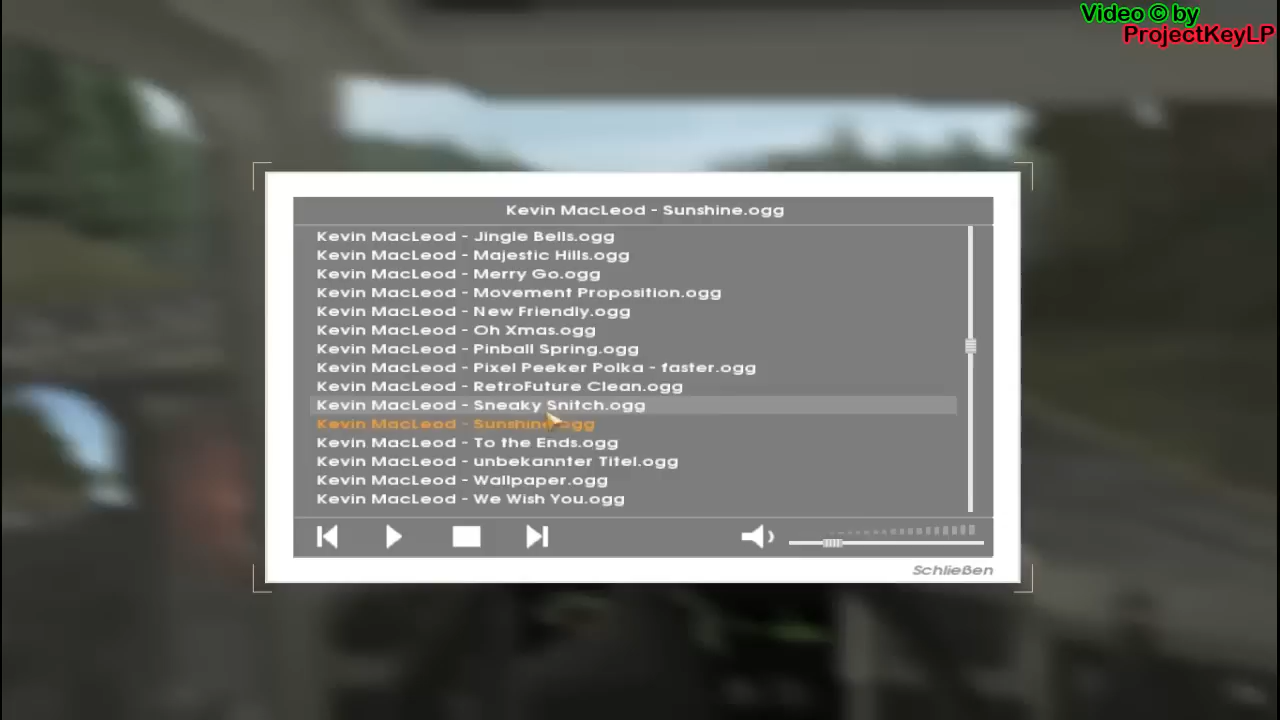 Video © by
ProjectKeyLP
Kevin MacLeod - Sunshine.ogg
Kevin MacLeod - Jingle Bells.ogg
Kevin MacLeod - Majestic Hills.ogg
Kevin MacLeod - Merry Go.ogg
Kevin MacLeod - Movement Proposition.ogg
Kevin MacLeod - New Friendly.ogg
Kevin MacLeod - Oh Xmas.ogg
Kevin MacLeod - Pinball Spring.ogg
Kevin MacLeod - Pixel Peeker Polka - faster.ogg
Kevin MacLeod - RetroFuture Clean.ogg
Kevin MacLeod - Sneaky Snitch.ogg
Kevin MacLeod - Sunshine.ogg
Kevin MacLeod - To the Ends.ogg
Kevin MacLeod - unbekannter Titel.ogg
Kevin MacLeod - Wallpaper.ogg
Kevin MacLeod - We Wish You.ogg
Schließen